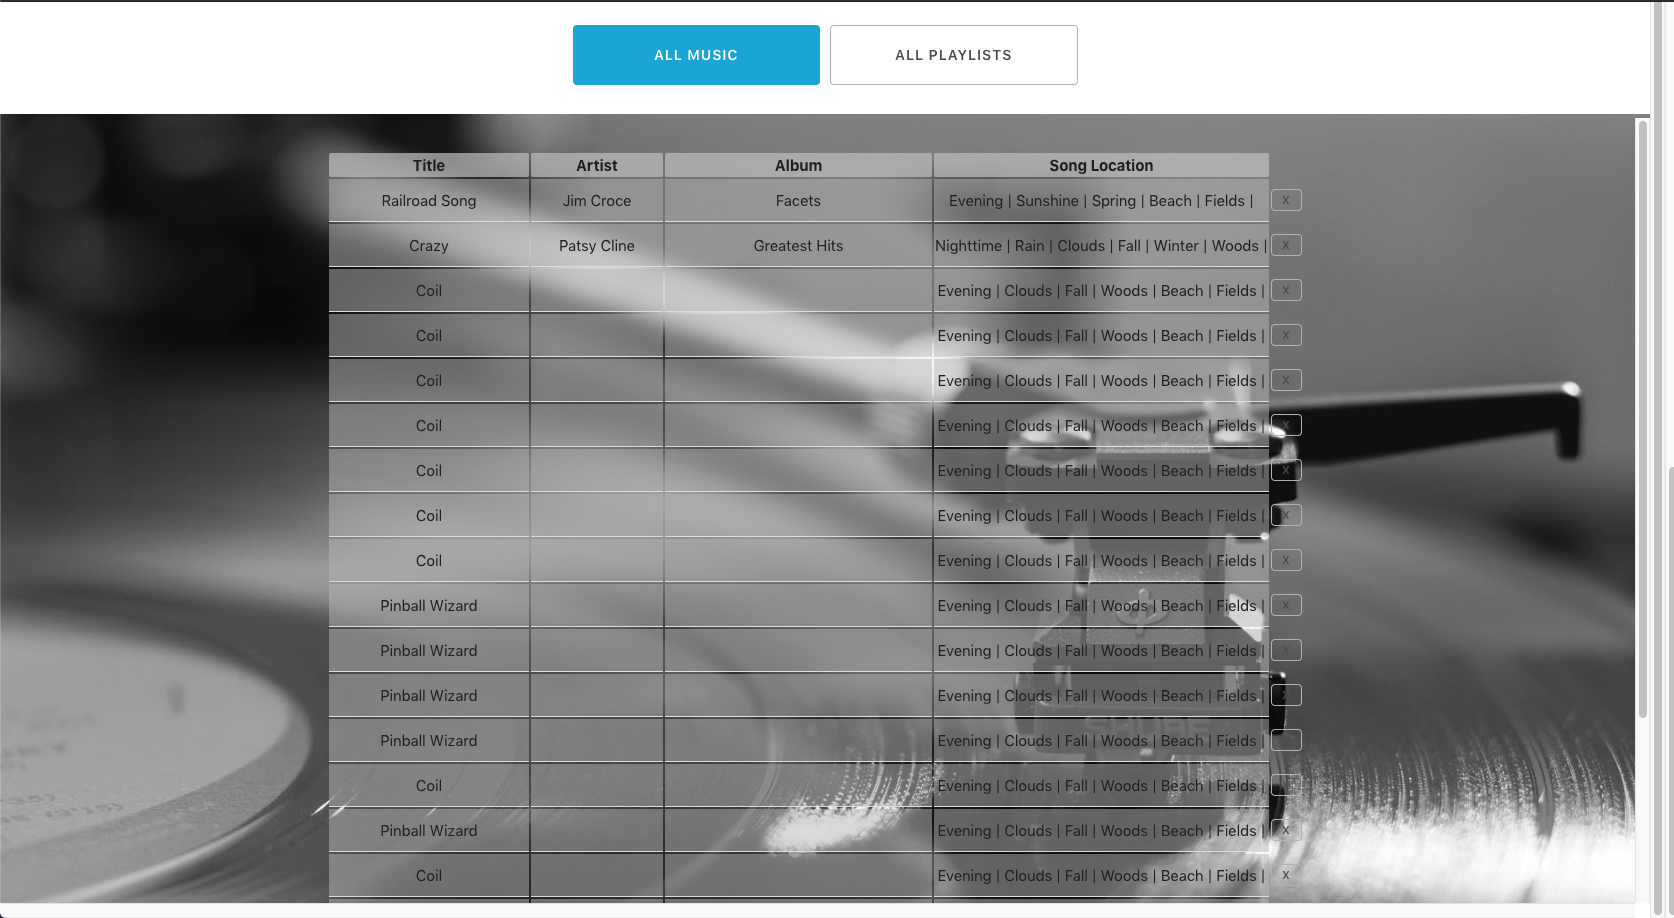 ALL MUSIC ALL PLAYLISTS
Title Artist Album Song Location
Railroad Song Jim Croce Facets Evening | Sunshine | Spring | Beach | Fields | X
Crazy Patsy Cline Greatest Hits Nighttime | Rain | Clouds | Fall | Winter | Woods | X
Coil Evening | Clouds | Fall | Woods | Beach | Fields | X
Coil Evening | Clouds | Fall | Woods | Beach | Fields | X
Coil Evening | Clouds | Fall | Woods | Beach | Fields | X
Coil Evening | Clouds | Fall | Woods | Beach | Fields | X
Coil Evening | Clouds | Fall | Woods | Beach | Fields | X
Coil Evening | Clouds | Fall | Woods | Beach | Fields | X
Coil Evening | Clouds | Fall | Woods | Beach | Fields | X
Pinball Wizard Evening | Clouds | Fall | Woods | Beach | Fields | X
Pinball Wizard Evening | Clouds | Fall | Woods | Beach | Fields | X
Pinball Wizard Evening | Clouds | Fall | Woods | Beach | Fields |
SHURE
Pinball Wizard Evening | Clouds | Fall | Woods | Beach | Fields |
Coil Evening | Clouds | Fall | Woods | Beach | Fields |
Pinball Wizard Evening | Clouds | Fall | Woods | Beach | Fields | X
Coil Evening | Clouds | Fall | Woods | Beach | Fields | X